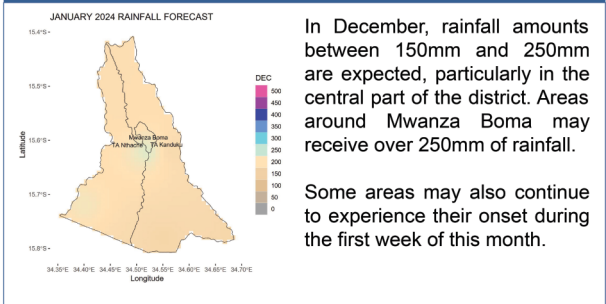 JANUARY 2024 RAINFALL FORECAST
15.4°S
15.5°S
15.6°S
15.7°S
15.8°S
Latitude
Mwanza Boma
TA Nthache TA Kanduku
34.35°E 34.40°E 34.45°E 34.50°E 34.55°E 34.60°E 34.65°E 34.70°E
Longitude
DEC
500
450
400
350
300
250
200
150
100
50
0
In December, rainfall amounts
between 150mm and 250mm
are expected, particularly in the
central part of the district. Areas
around Mwanza Boma may
receive over 250mm of rainfall.
Some areas may also continue
to experience their onset during
the first week of this month.